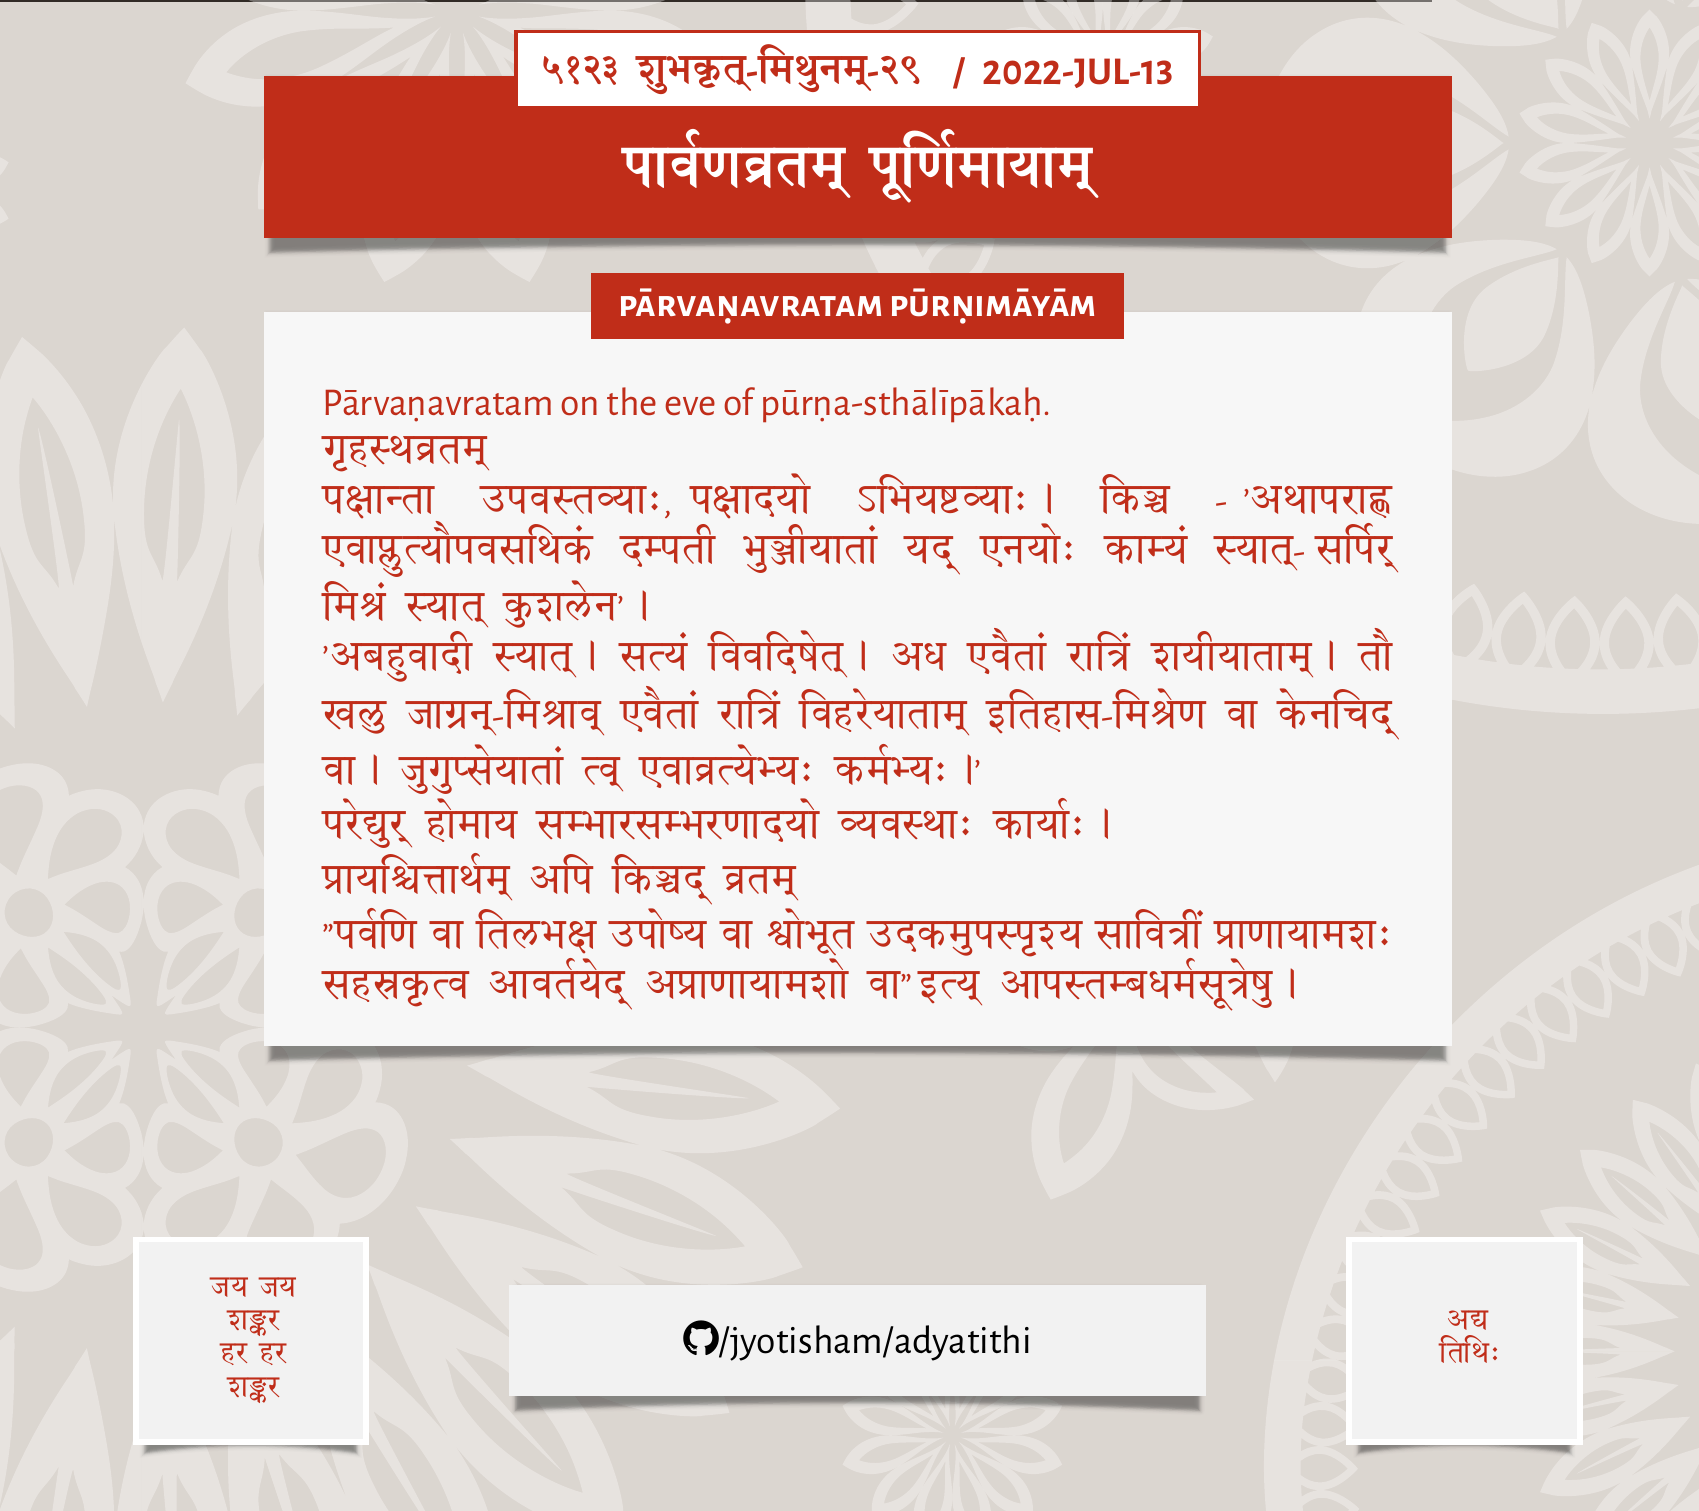 ५१२३ शुभकृत्-मिथुनम्-२९ / 2022-JUL-13
पार्वणव्रतम् पूर्णिमायाम्
PĀRVAṆAVRATAM PŪRṆIMĀYĀM
Pārvaṇavratam on the eve of pūrṇa-sthālīpākaḥ.
गृहस्थव्रतम्
पक्षान्ता उपवस्तव्याः, पक्षादयो ऽभियष्टव्याः। किञ्च - ’अथापराह्ण
एवाप्लुत्यौपवसथिकं दम्पती भुञ्जीयातां यद् एनयोः काम्यं स्यात्- सर्पिर्
मिश्रं स्यात् कुशलेन’।
’अबहुवादी स्यात्। सत्यं विवदिषेत्। अध एवैतां रात्रिं शयीयाताम्। तौ
खलु जाग्रन्-मिश्राव् एवैतां रात्रिं विहरेयाताम् इतिहास-मिश्रेण वा केनचिद्
वा। जुगुप्सेयातां त्व् एवाव्रत्येभ्यः कर्मभ्यः।’
परेद्युर् होमाय सम्भारसम्भरणादयो व्यवस्थाः कार्याः।
प्रायश्चित्तार्थम् अपि किञ्चद् व्रतम्
”पर्वणि वा तिलभक्ष उपोष्य वा श्वोभूत उदकमुपस्पृश्य सावित्रीं प्राणायामशः
सहस्रकृत्व आवर्तयेद् अप्राणायामशो वा” इत्य् आपस्तम्बधर्मसूत्रेषु।
जय जय
शङ्कर
हर हर
शङ्कर
/jyotisham/adyatithi
अद्य
तिथिः